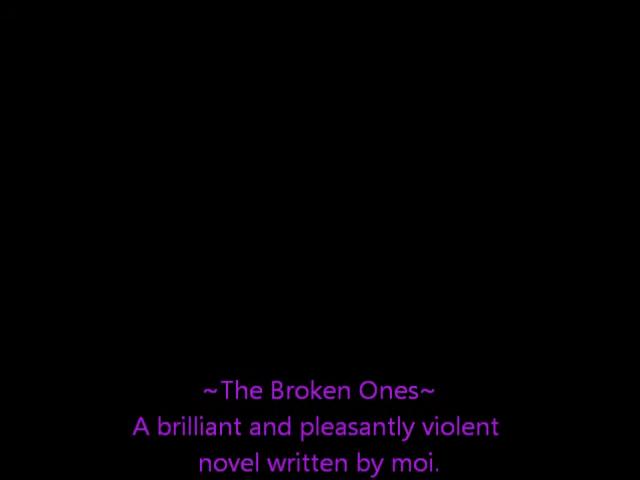 ~The Broken Ones~
A brilliant and pleasantly violent
novel written by moi.